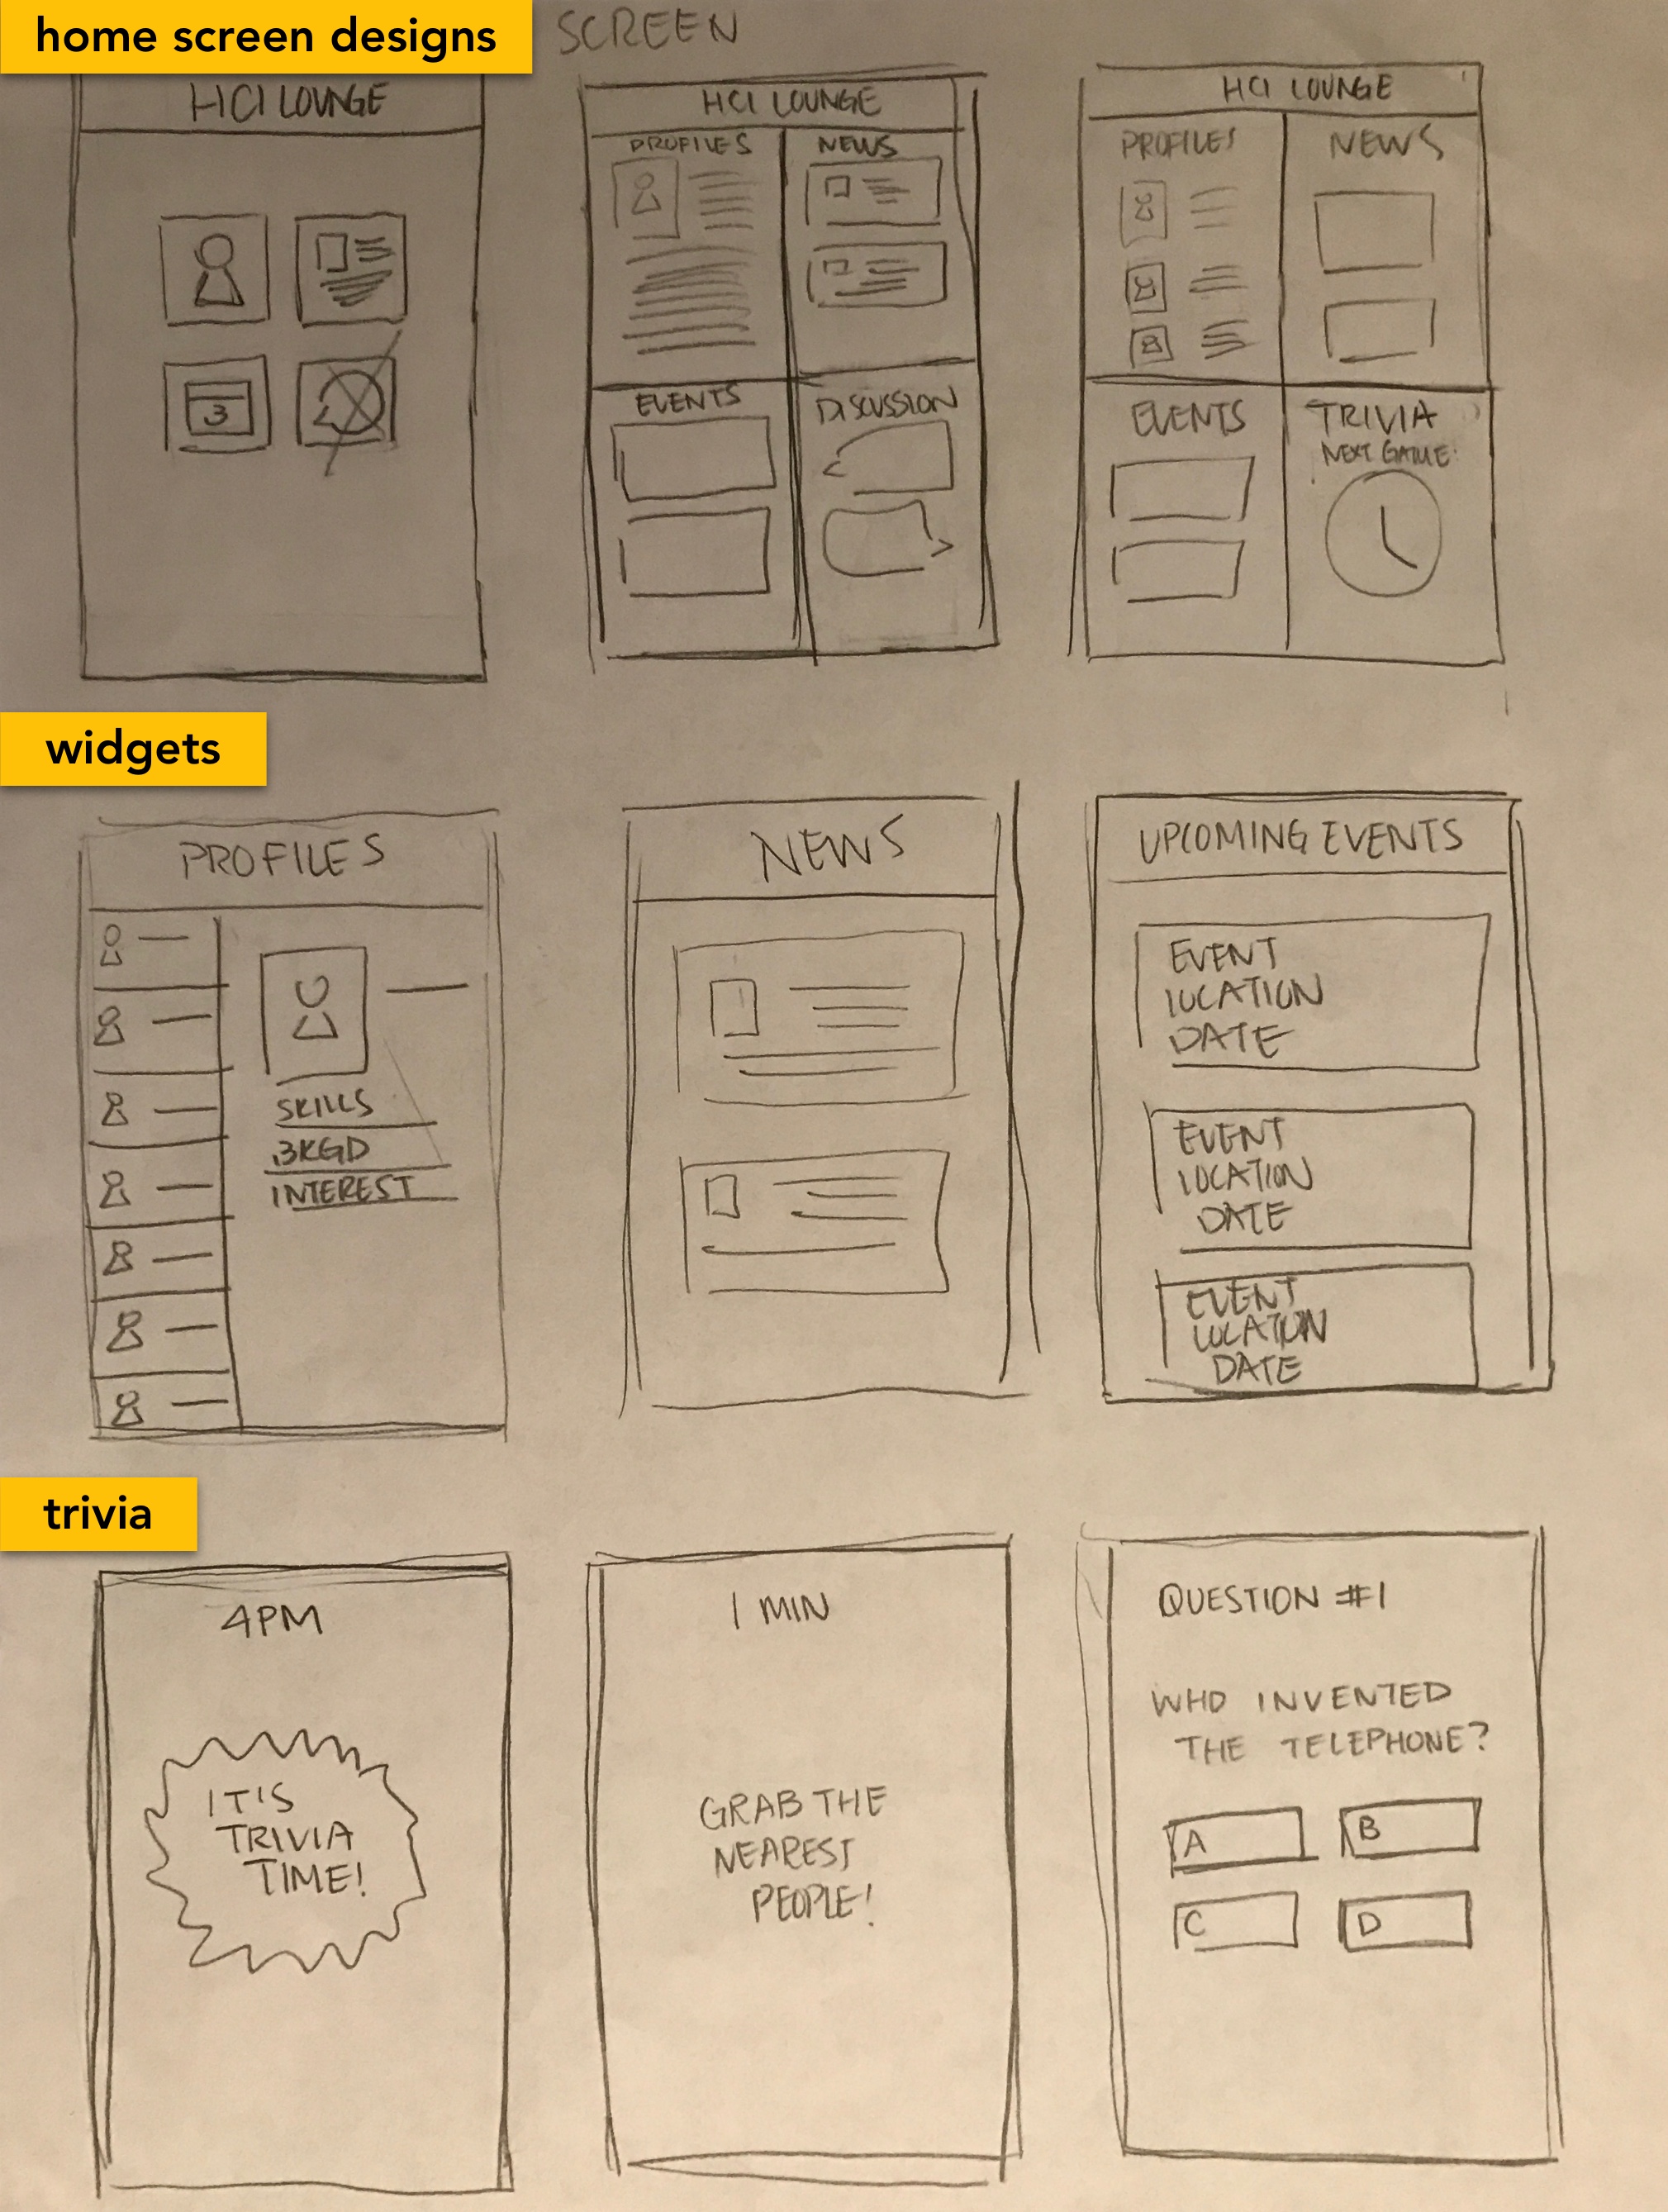 home screen designs
SCREEN
HCI LOUNGE
3
HCI LOUNGE
PROFILES
NEWS
EVENTS
DISCUSSION
HCI LOUNGE
PROFILES
NEWS
EVENTS
TRIVIA
NEXT GAME:
widgets
PROFILES
SKILLS
BKGD
INTEREST
NEWS
UPCOMING EVENTS
EVENT
LOCATION
DATE
EVENT
LOCATION
DATE
EVENT
LOCATION
DATE
trivia
4PM
IT'S
TRIVIA
TIME!
1 MIN
GRAB THE
NEAREST
PEOPLE!
QUESTION #1
WHO INVENTED
THE TELEPHONE?
A
B
C
D